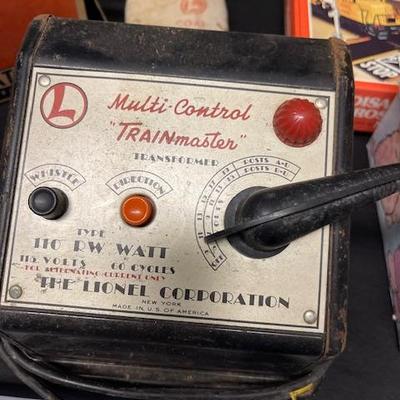 L
Multi-Control
"TRAINmaster"
TRANSFORMER
POSTS A-U
POSTS B-U
WHISTLE
DIRECTION
OFF
TYPE
110 RW WATT
115 VOLTS 60 CYCLES
FOR ALTERNATING CURRENT ONLY
THE LIONEL CORPORATION
NEW YORK
MADE IN U.S. OF AMERICA